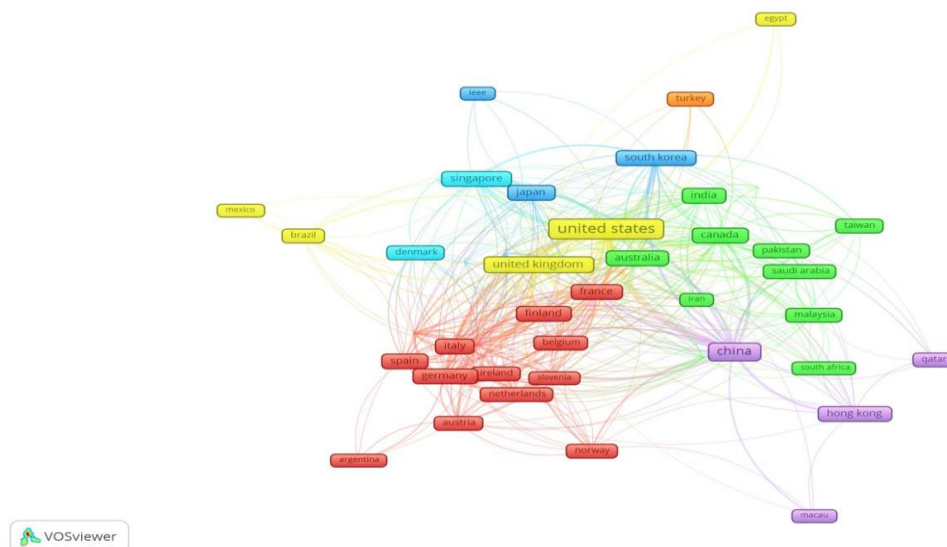 egypt
ieee
turkey
south korea
singapore
japan
india
mexico
united states
taiwan
brazil
canada
denmark
australia
pakistan
united kingdom
saudi arabia
france
iran
finland
malaysia
italy
belgium
china
spain
qatar
germany
ireland
slovenia
south africa
netherlands
hong kong
austria
norway
argentina
macau
VOSviewer